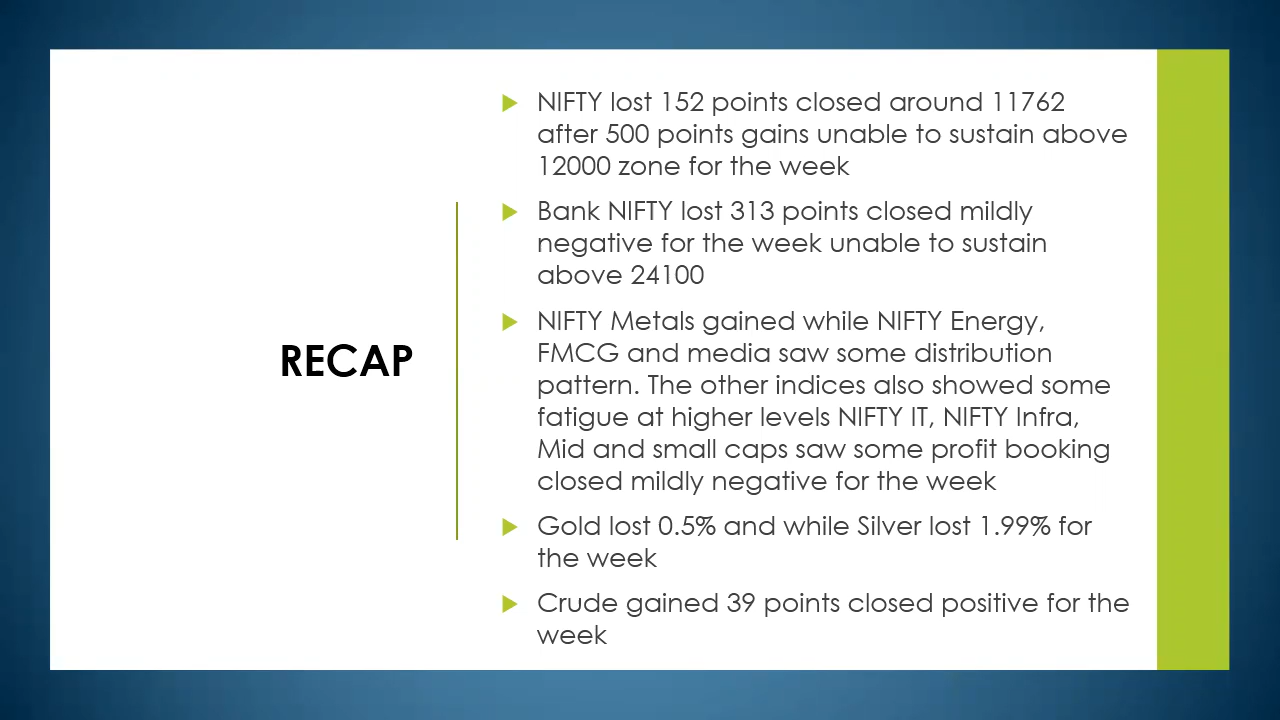 RECAP
NIFTY lost 152 points closed around 11762
after 500 points gains unable to sustain above
12000 zone for the week
Bank NIFTY lost 313 points closed mildly
negative for the week unable to sustain
above 24100
NIFTY Metals gained while NIFTY Energy,
FMCG and media saw some distribution
pattern. The other indices also showed some
fatigue at higher levels NIFTY IT, NIFTY Infra,
Mid and small caps saw some profit booking
closed mildly negative for the week
Gold lost 0.5% and while Silver lost 1.99% for
the week
Crude gained 39 points closed positive for the
week